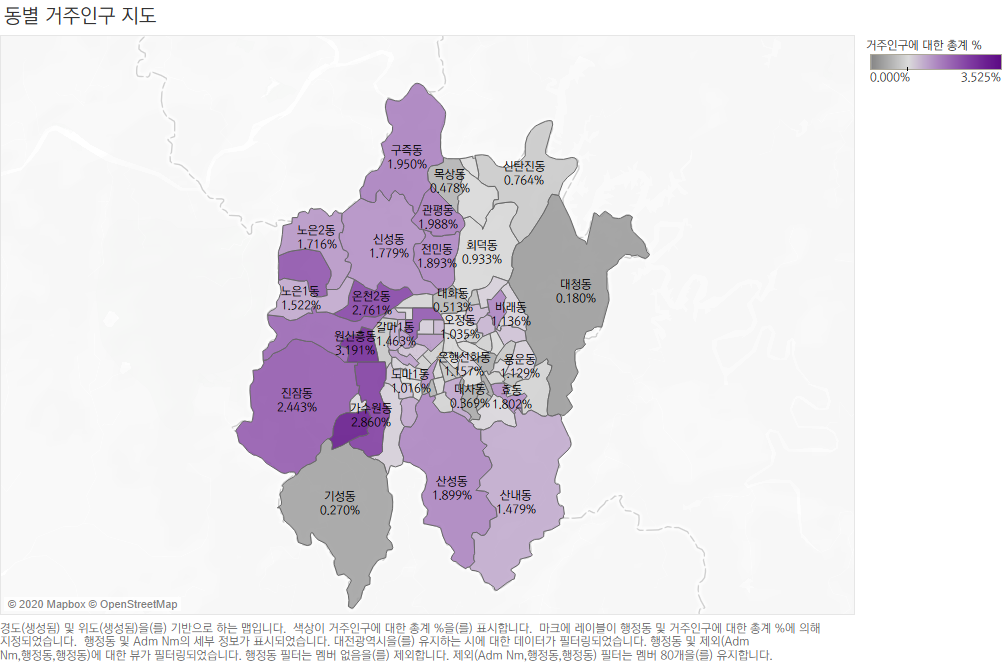 동별 거주인구 지도
거주인구에 대한 총계 %
0.000%
3.525%
구즉동
1.950%
목상동
0.478%
신탄진동
0.764%
관평동
1.988%
노은2동
1.716%
신성동
1.779%
전민동
1.893%
회덕동
0.933%
대청동
0.180%
노은1동
1.522%
온천2동
2.761%
대화동
0.513%
비래동
1.136%
오정동
1.035%
갈마1동
1.463%
원신흥동
3.191%
은행선화동
1.157%
용운동
1.129%
도마1동
1.016%
대사동
0.369%
효동
1.802%
진잠동
2.443%
가수원동
2.860%
산성동
1.899%
산내동
1.479%
기성동
0.270%
© 2020 Mapbox © OpenStreetMap
경도(생성됨) 및 위도(생성됨)을(를) 기반으로 하는 맵입니다. 색상이 거주인구에 대한 총계 %을(를) 표시합니다. 마크에 레이블이 행정동 및 거주인구에 대한 총계 %에 의해
지정되었습니다. 행정동 및 Adm Nm의 세부 정보가 표시되었습니다. 대전광역시을(를) 유지하는 시에 대한 데이터가 필터링되었습니다. 행정동 및 제외(Adm
Nm,행정동,행정동)에 대한 뷰가 필터링되었습니다. 행정동 필터는 멤버 없음을(를) 제외합니다. 제외(Adm Nm,행정동,행정동) 필터는 멤버 80개을(를) 유지합니다.